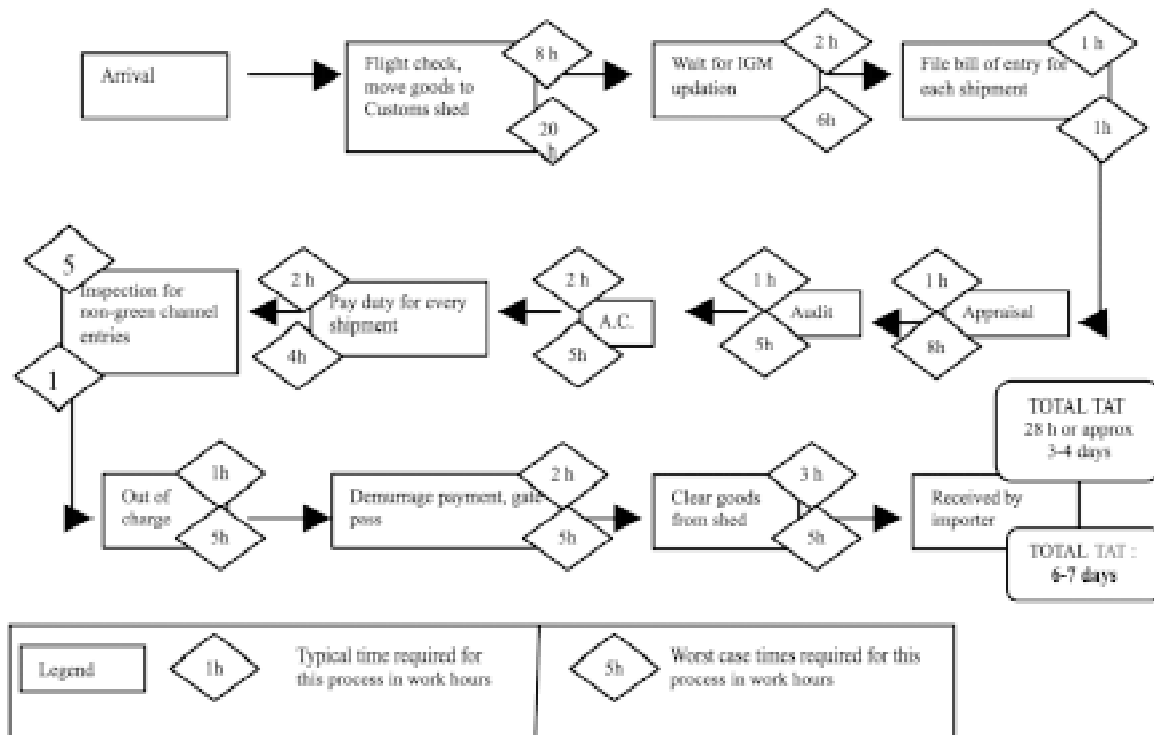 Arrival
Flight check,
move goods to
Customs shed
8 h
20
h
Wait for IGM
updation
2 h
6h
File bill of entry for
each shipment
1 h
1h
5
Inspection for
non-green channel
entries
1
2 h
Pay duty for every
shipment
4h
2 h
A.C.
5h
1 h
Audit
5h
1 h
Appraisal
8h
TOTAL TAT
28 h or approx
3-4 days
Out of
charge
1h
5h
Demurrage payment, gate
pass
2 h
5h
Clear goods
from shed
3 h
5h
Received by
importer
TOTAL TAT :
6-7 days
Legend
1h
Typical time required for
this process in work hours
5h
Worst case times required for this
process in work hours